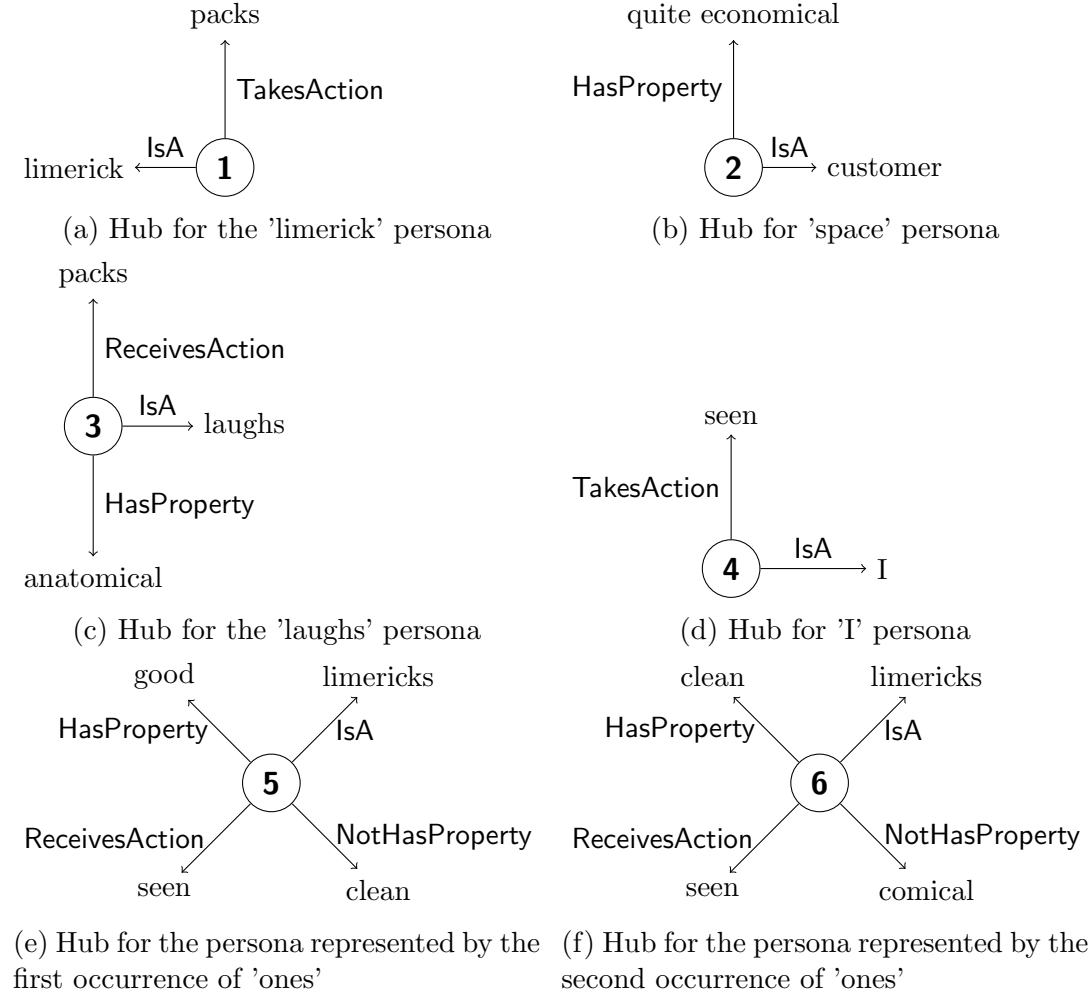 packs
TakesAction
IsA
limerick
1
(a) Hub for the 'limerick' persona
quite economical
HasProperty
IsA
2
customer
(b) Hub for 'space' persona
packs
ReceivesAction
IsA
3
laughs
HasProperty
anatomical
(c) Hub for the 'laughs' persona
seen
TakesAction
IsA
4
I
(d) Hub for 'I' persona
good
limericks
HasProperty
IsA
5
ReceivesAction
NotHasProperty
seen
clean
(e) Hub for the persona represented by the
first occurrence of 'ones'
clean
limericks
HasProperty
IsA
6
ReceivesAction
NotHasProperty
seen
comical
(f) Hub for the persona represented by the
second occurrence of 'ones'